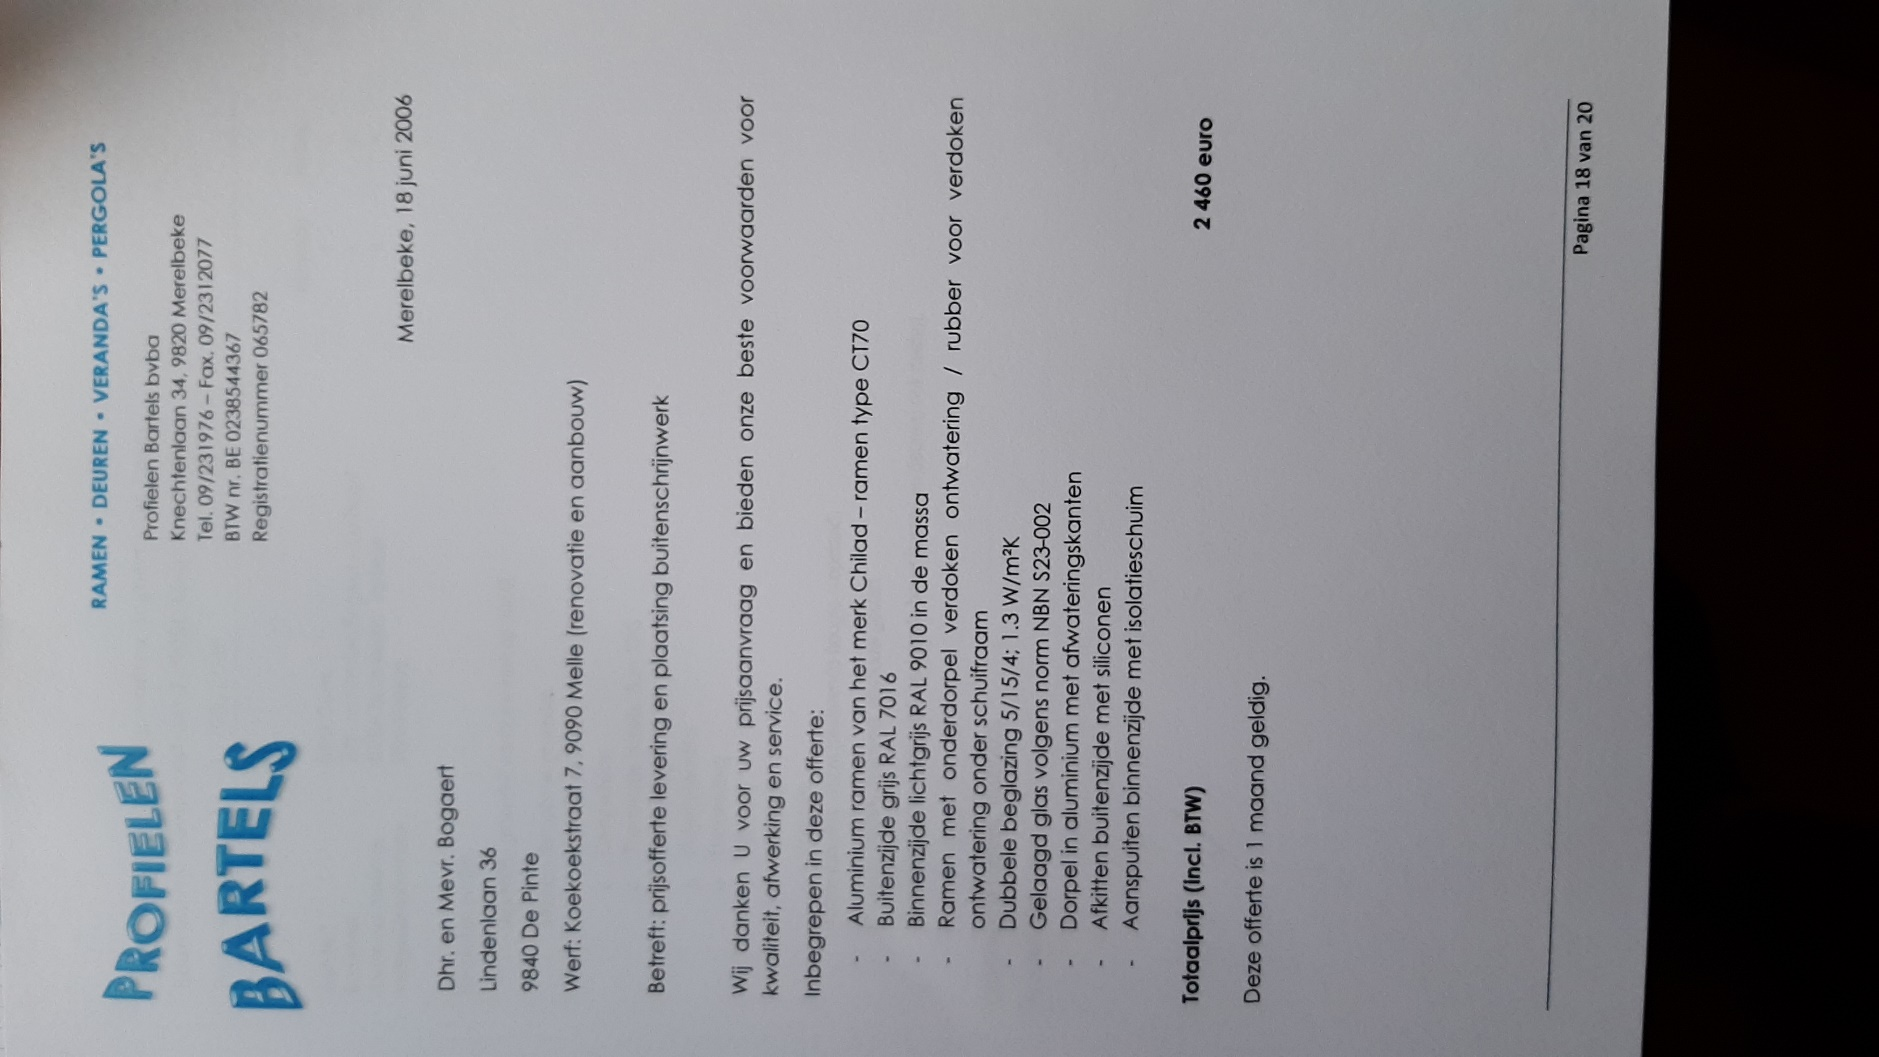 PROFIELEN
BARTELS
RAMEN • DEUREN • VERANDA'S • PERGOLA'S
Profielen Bartels bvba
Knechtenlaan 34, 9820 Merelbeke
Tel. 09/231976 – Fax. 09/2312077
BTW nr. BE 0238544367
Registratienummer 065782
Merelbeke, 18 juni 2006
Dhr. en Mevr. Bogaert
Lindenlaan 36
9840 De Pinte
Werf: Koekoekstraat 7, 9090 Melle (renovatie en aanbouw)
Betreft: prijsofferte levering en plaatsing buitenschrijnwerk
Wij danken U voor uw prijsaanvraag en bieden onze beste voorwaarden voor
kwaliteit, afwerking en service.
Inbegrepen in deze offerte:
- Aluminium ramen van het merk Chilad – ramen type CT70
- Buitenzijde grijs RAL 7016
- Binnenzijde lichtgrijs RAL 9010 in de massa
- Ramen met onderdorpel verdoken ontwatering / rubber voor verdoken
ontwatering onder schuifraam
- Dubbele beglazing 5/15/4; 1.3 W/m²K
- Gelaagd glas volgens norm NBN S23-002
- Dorpel in aluminium met afwateringskanten
- Afkitten buitenzijde met siliconen
- Aanspuiten binnenzijde met isolatieschuim
Totaalprijs (Incl. BTW) 2 460 euro
Deze offerte is 1 maand geldig.
Pagina 18 van 20